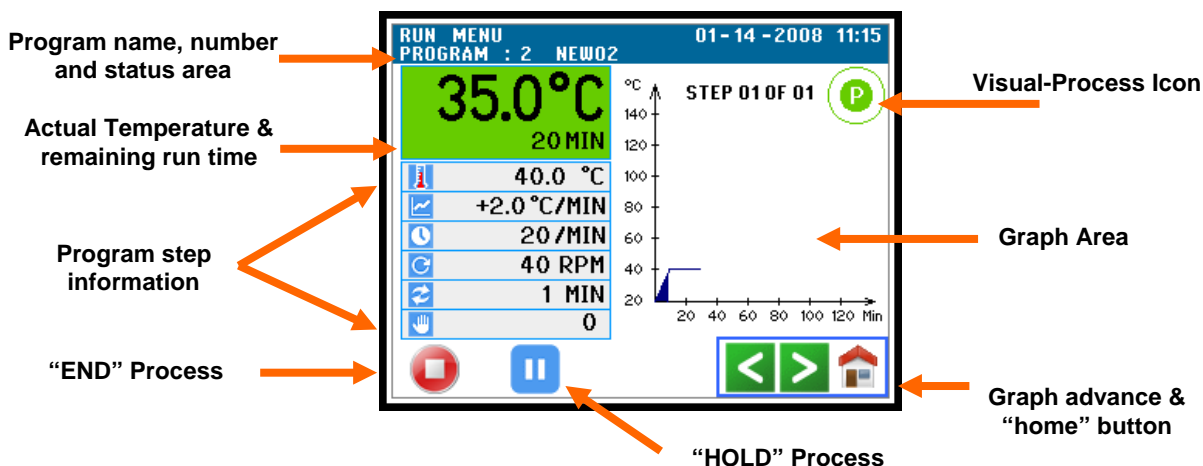 Program name, number
and status area
Actual Temperature &
remaining run time
Program step
information
“END” Process
RUN MENU 01-14-2008 11:15
PROGRAM : 2 NEW02
35.0°C
20 MIN
40.0 °C
+2.0°C/MIN
20/MIN
40 RPM
1 MIN
0
°C
STEP 01 OF 01
P
140
120
100
80
60
40
20
20 40 60 80 100 120 Min
< >
Visual-Process Icon
Graph Area
Graph advance &
“home” button
“HOLD” Process